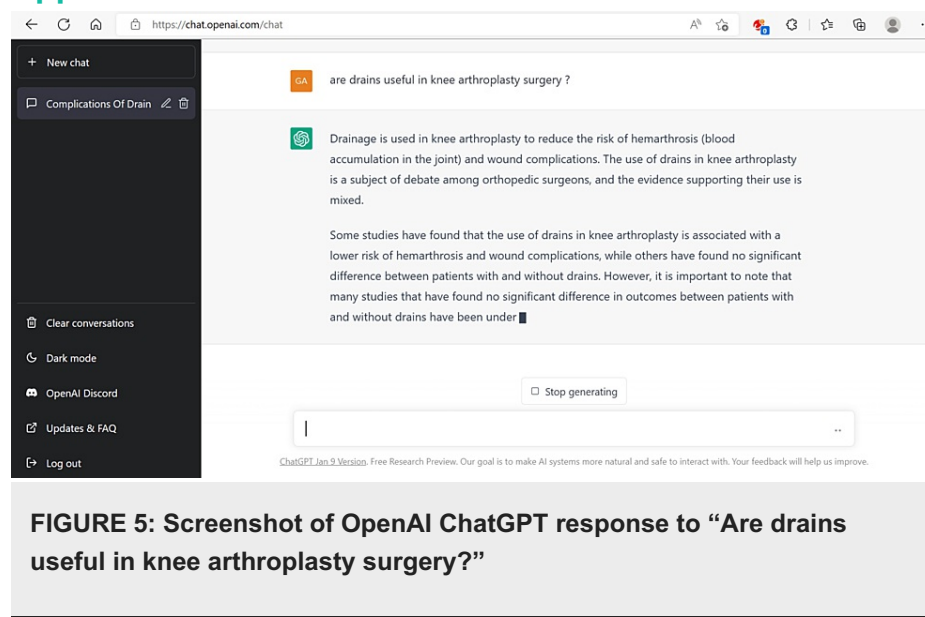 https://chat.openai.com/chat
+ New chat
Complications Of Drain
Clear conversations
Dark mode
OpenAI Discord
Updates & FAQ
Log out
GA
are drains useful in knee arthroplasty surgery ?
Drainage is used in knee arthroplasty to reduce the risk of hemarthrosis (blood
accumulation in the joint) and wound complications. The use of drains in knee arthroplasty
is a subject of debate among orthopedic surgeons, and the evidence supporting their use is
mixed.
Some studies have found that the use of drains in knee arthroplasty is associated with a
lower risk of hemarthrosis and wound complications, while others have found no significant
difference between patients with and without drains. However, it is important to note that
many studies that have found no significant difference in outcomes between patients with
and without drains have been under
Stop generating
ChatGPT Jan 9 Version. Free Research Preview. Our goal is to make AI systems more natural and safe to interact with. Your feedback will help us improve.
FIGURE 5: Screenshot of OpenAI ChatGPT response to “Are drains
useful in knee arthroplasty surgery?”